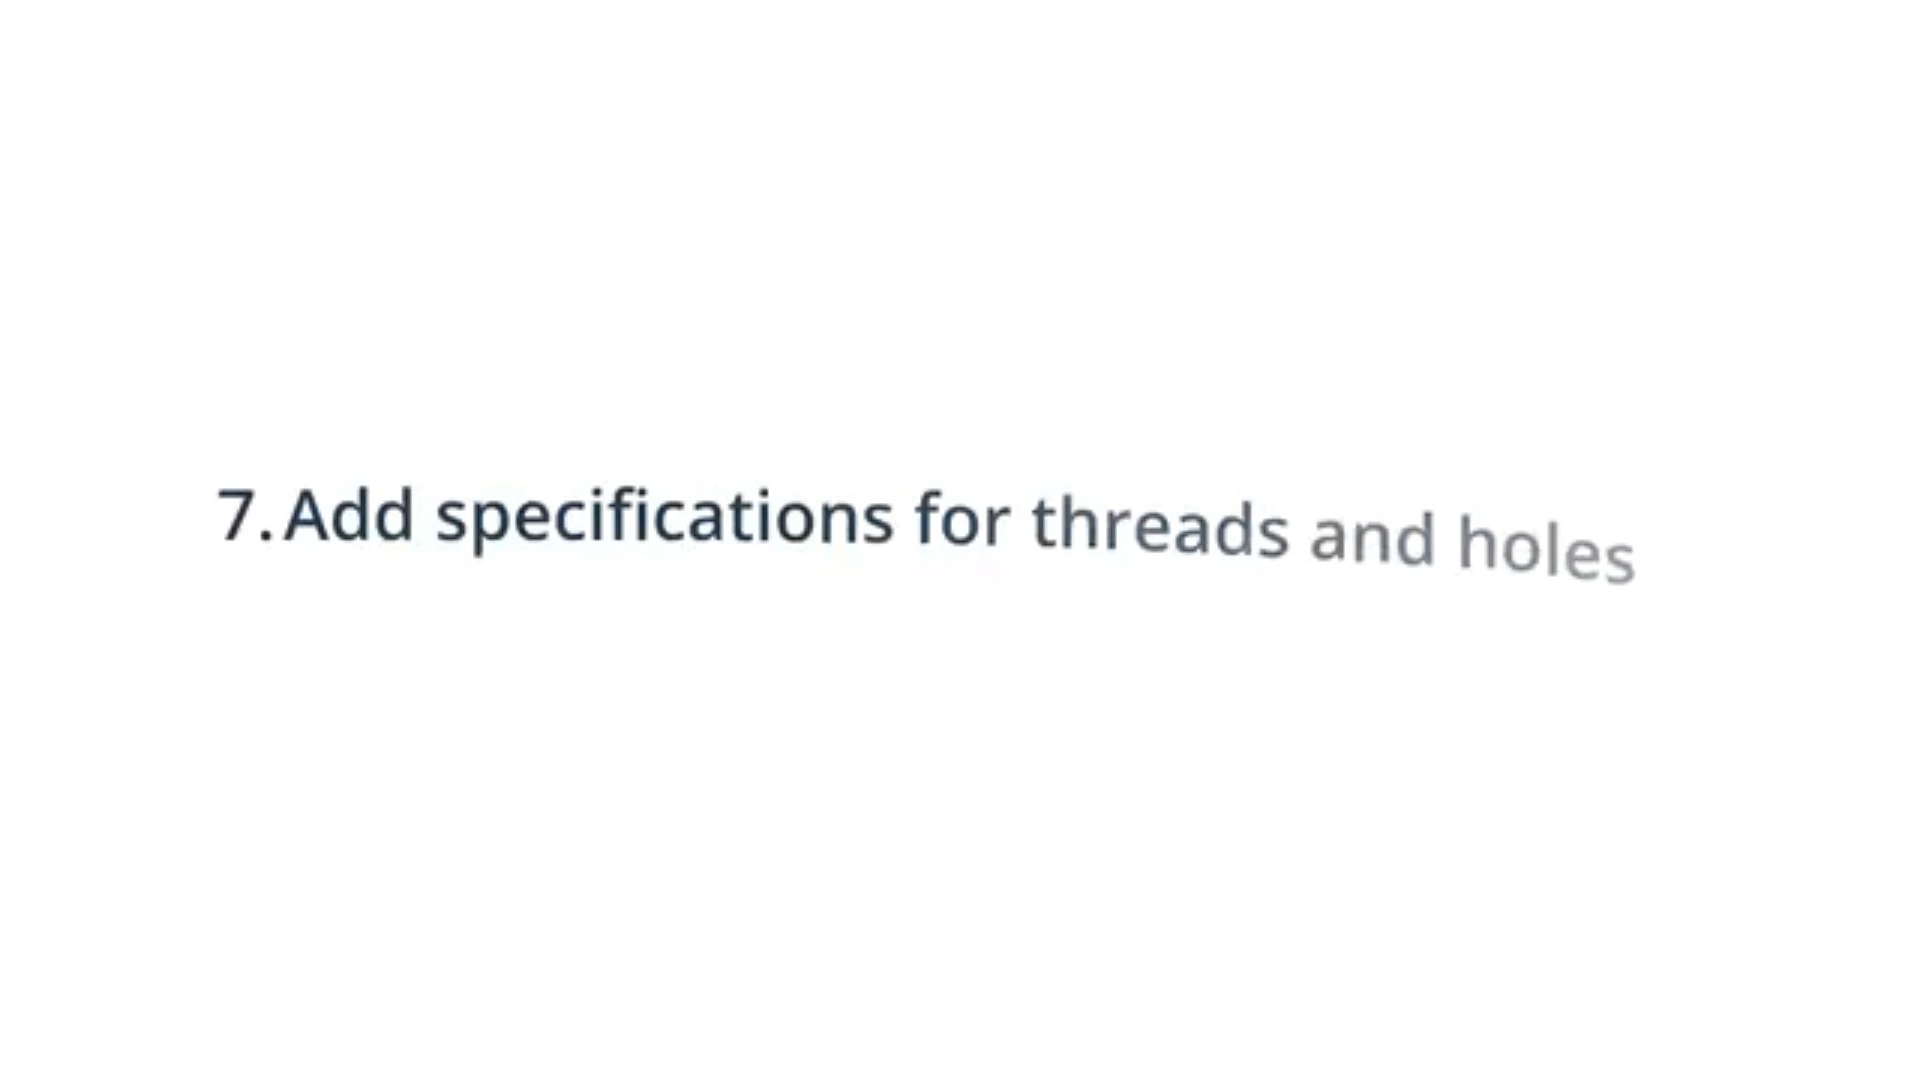 7. Add specifications for threads and holes